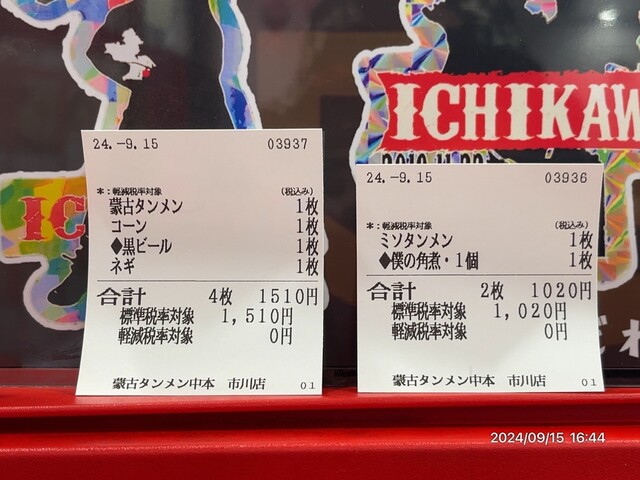 ICHIKAW
IC
24.-9.15 03937
*:軽減税率対象 (税込み)
蒙古タンメン 1枚
コーン 1枚
◆黒ビール 1枚
ネギ 1枚
合計 4枚 1510円
標準税率対象 1,510円
軽減税率対象 0円
蒙古タンメン中本 市川店 01
24.-9.15 03936
*:軽減税率対象 (税込み)
ミソタンメン 1枚
◆僕の角煮・1個 1枚
合計 2枚 1020円
標準税率対象 1,020円
軽減税率対象 0円
蒙古タンメン中本 市川店 01
2024/09/15 16:44